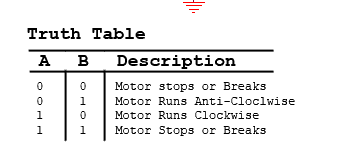 Truth Table
A B Description
0 0 Motor stops or Breaks
0 1 Motor Runs Anti-Cloclwise
1 0 Motor Runs Clockwise
1 1 Motor Stops or Breaks